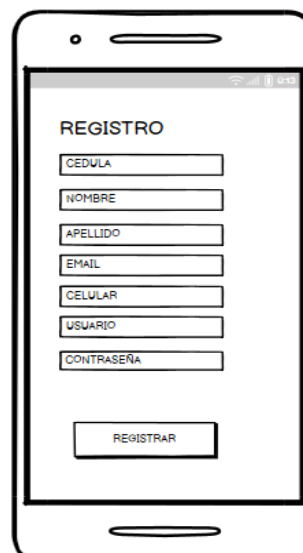 REGISTRO
CEDULA
NOMBRE
APELLIDO
EMAIL
CELULAR
USUARIO
CONTRASEÑA
REGISTRAR